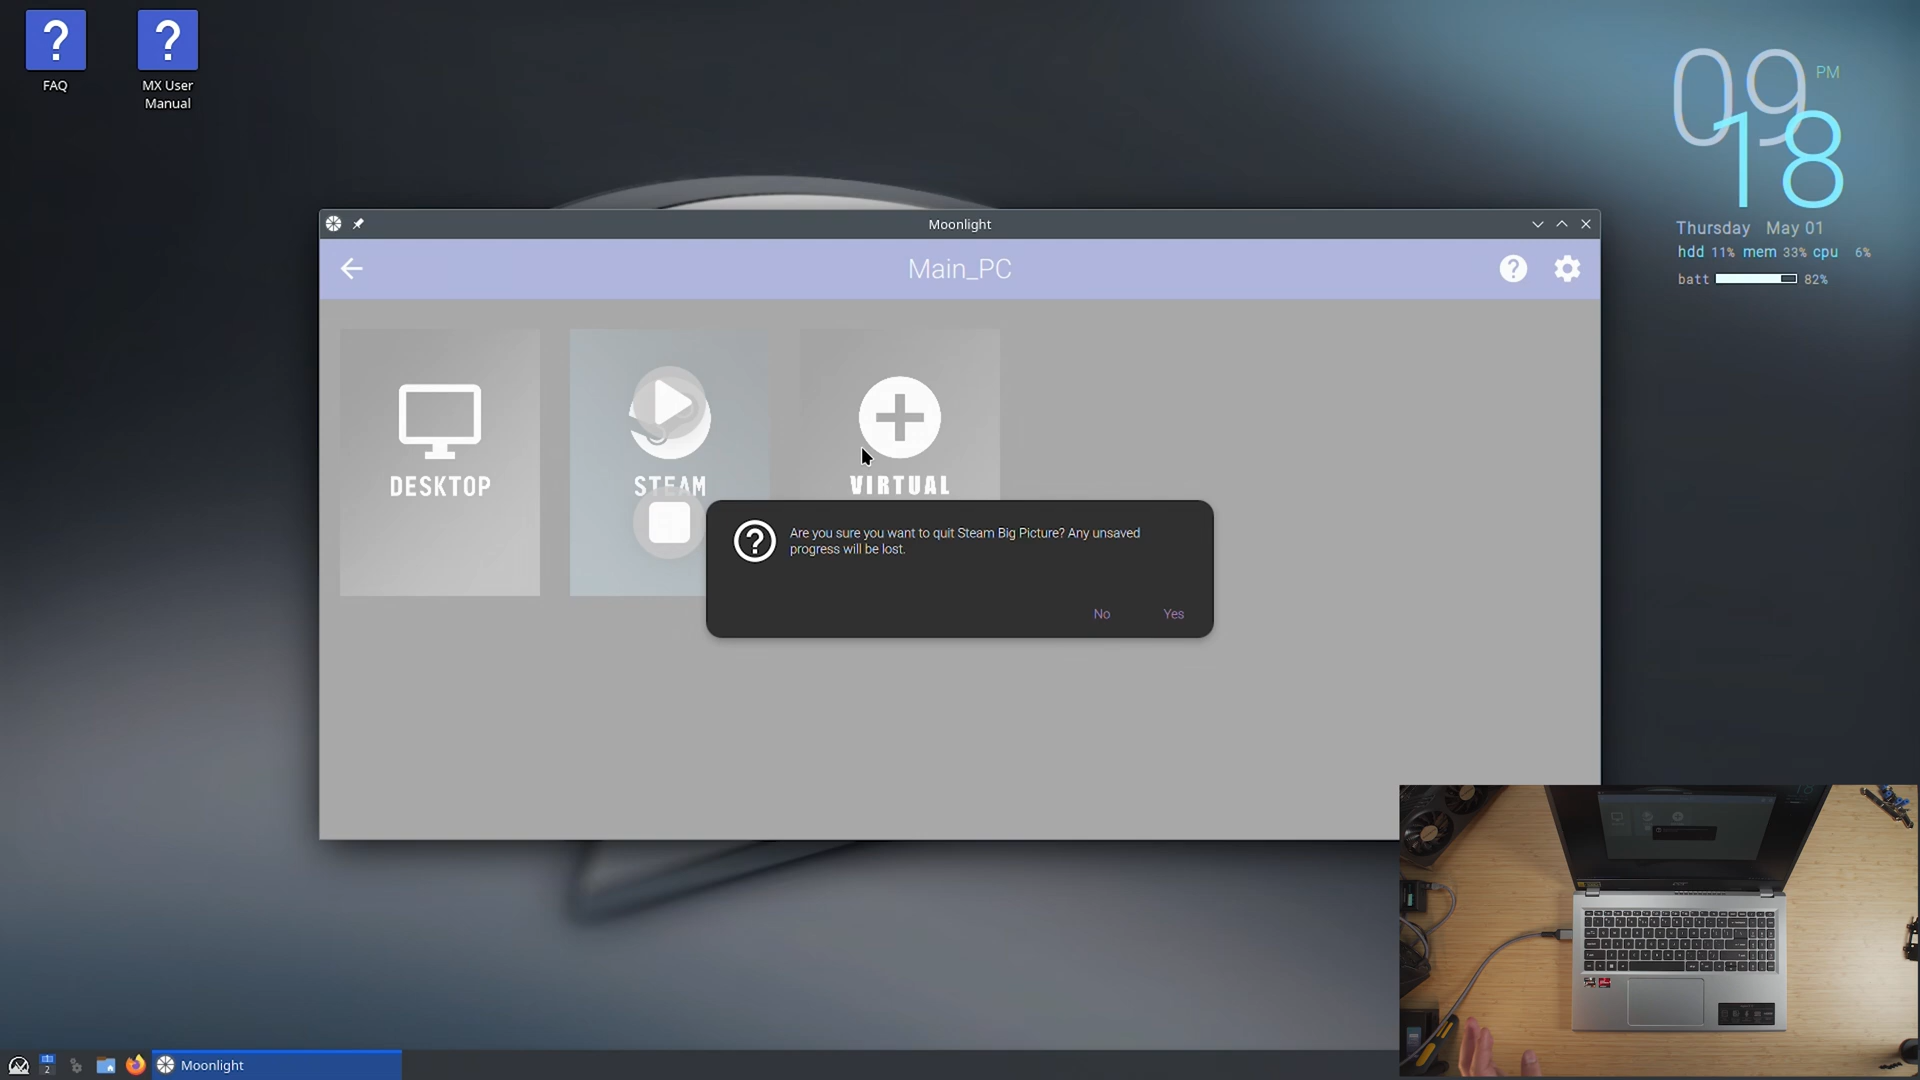 FAQ
MX User
Manual
09 PM
18
Thursday May 01
hdd 11% mem 33% cpu 6%
batt 82%
Moonlight
Main_PC
DESKTOP
STEAM
VIRTUAL
Are you sure you want to quit Steam Big Picture? Any unsaved
progress will be lost.
No
Yes
2
Moonlight